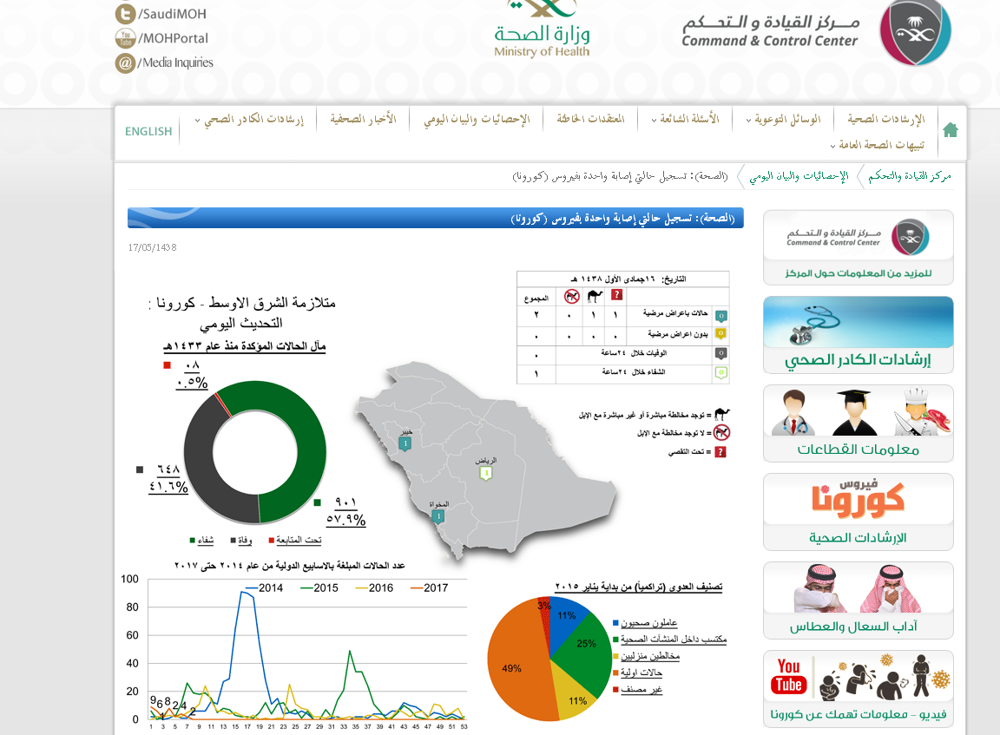 /SaudiMOH
You Tube /MOHPortal
@ /Media Inquiries
وزارة الصحة
Ministry of Health
مركز القيادة و التحكم
Command & Control Center
الإرشادات الصحية
الوسائل التوعوية
الأسئلة الشائعة
المعتقدات الخاطئة
الإحصائيات والبيان اليومي
الأخبار الصحفية
إرشادات الكادر الصحي
ENGLISH
تنبيهات الصحة العامة
مركز القيادة والتحكم
الإحصائيات والبيان اليومي
(الصحة): تسجيل حالتي إصابة واحدة بفيروس (كورونا)
(الصحة): تسجيل حالتي إصابة واحدة بفيروس (كورونا)
17/05/1438
متلازمة الشرق الاوسط - كورونا :
التحديث اليومي
مآل الحالات المؤكدة منذ عام ١٤٣٣هـ
٠٨
٠.٥%
٦٤٨
٤١.٦%
٩٠١
٥٧.٩%
تحت المتابعة
وفاة
شفاء
التاريخ: ١٦جمادى الأول ١٤٣٨ هـ
? المجموع
حالات باعراض مرضية ١ ١ ٠ ٢
بدون اعراض مرضية ٠ ٠ ٠ ٠
الوفيات خلال ٢٤ساعة ٠
الشفاء خلال ٢٤ساعة ١
= توجد مخالطة مباشرة أو غير مباشرة مع الإبل
= لا توجد مخالطة مع الإبل
? = تحت التقصي
خيبر
1
الرياض
1
المخواة
1
عدد الحالات المبلغة بالاسابيع الدولية من عام ٢٠١٤ حتى ٢٠١٧
2014 2015 2016 2017
100
80
60
40
20
0
9 6 1 8 2 4 2
1 3 5 7 9 11 13 15 17 19 21 23 25 27 29 31 33 35 37 39 41 43 45 47 49 51 53
تصنيف العدوى (تراكمياً) من بداية يناير ٢٠١٥
3%
11%
25%
11%
49%
عاملون صحيون
مكتسب داخل المنشآت الصحية
مخالطين منزليين
حالات اولية
غير مصنف
مركز القيادة و التحكم
Command & Control Center
للمزيد من المعلومات حول المركز
إرشادات الكادر الصحي
معلومات القطاعات
فيروس
كورونا
الإرشادات الصحية
آداب السعال والعطاس
You
Tube
فيديو - معلومات تهمك عن كورونا